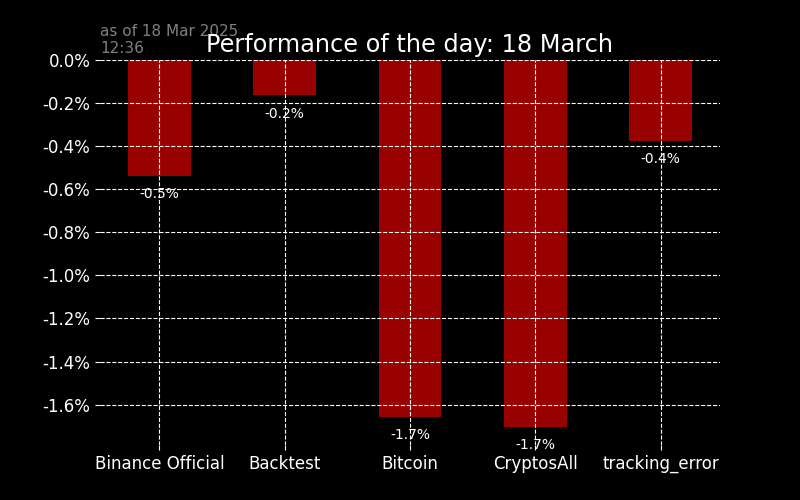 as of 18 Mar 2025
12:36
Performance of the day: 18 March
0.0%
-0.2%
-0.4%
-0.6%
-0.8%
-1.0%
-1.2%
-1.4%
-1.6%
-0.5%
-0.2%
-1.7%
-1.7%
-0.4%
Binance Official
Backtest
Bitcoin
CryptosAll
tracking_error